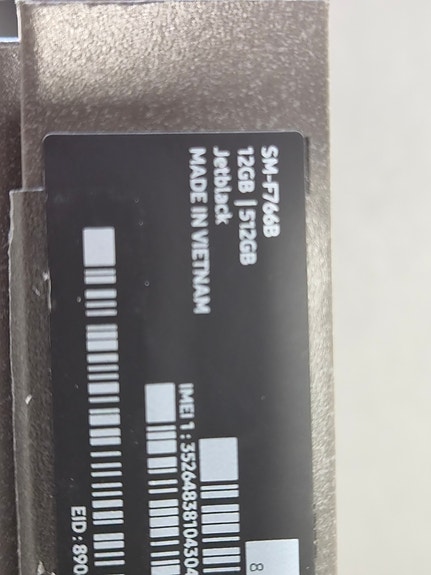 SM-F766B
12GB | 512GB
Jetblack
MADE IN VIETNAM
IMEI 1 : 35264838104304
EID : 890
8